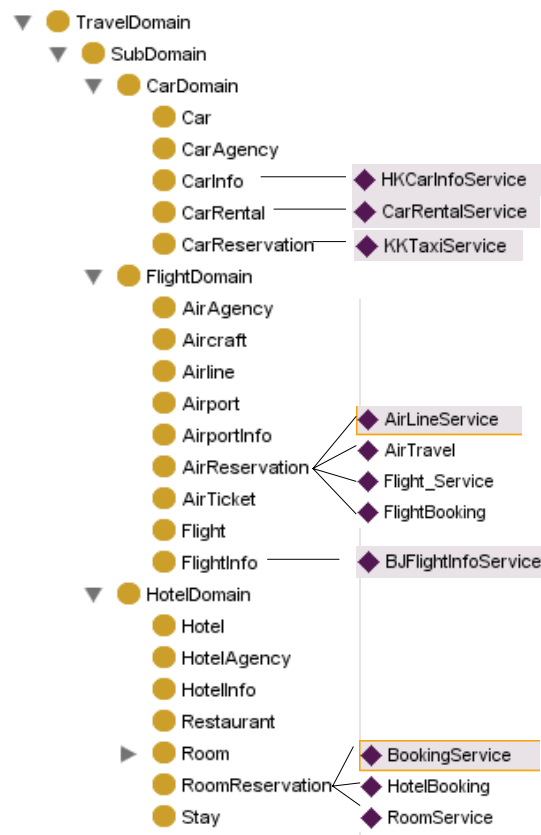 TravelDomain
SubDomain
CarDomain
Car
CarAgency
CarInfo HKCarInfoService
CarRental CarRentalService
CarReservation KKTaxiService
FlightDomain
AirAgency
Aircraft
Airline
Airport
AirportInfo AirLineService
AirReservation AirTravel
Flight_Service
AirTicket FlightBooking
Flight
FlightInfo BJFlightInfoService
HotelDomain
Hotel
HotelAgency
HotelInfo
Restaurant
Room BookingService
RoomReservation HotelBooking
Stay RoomService